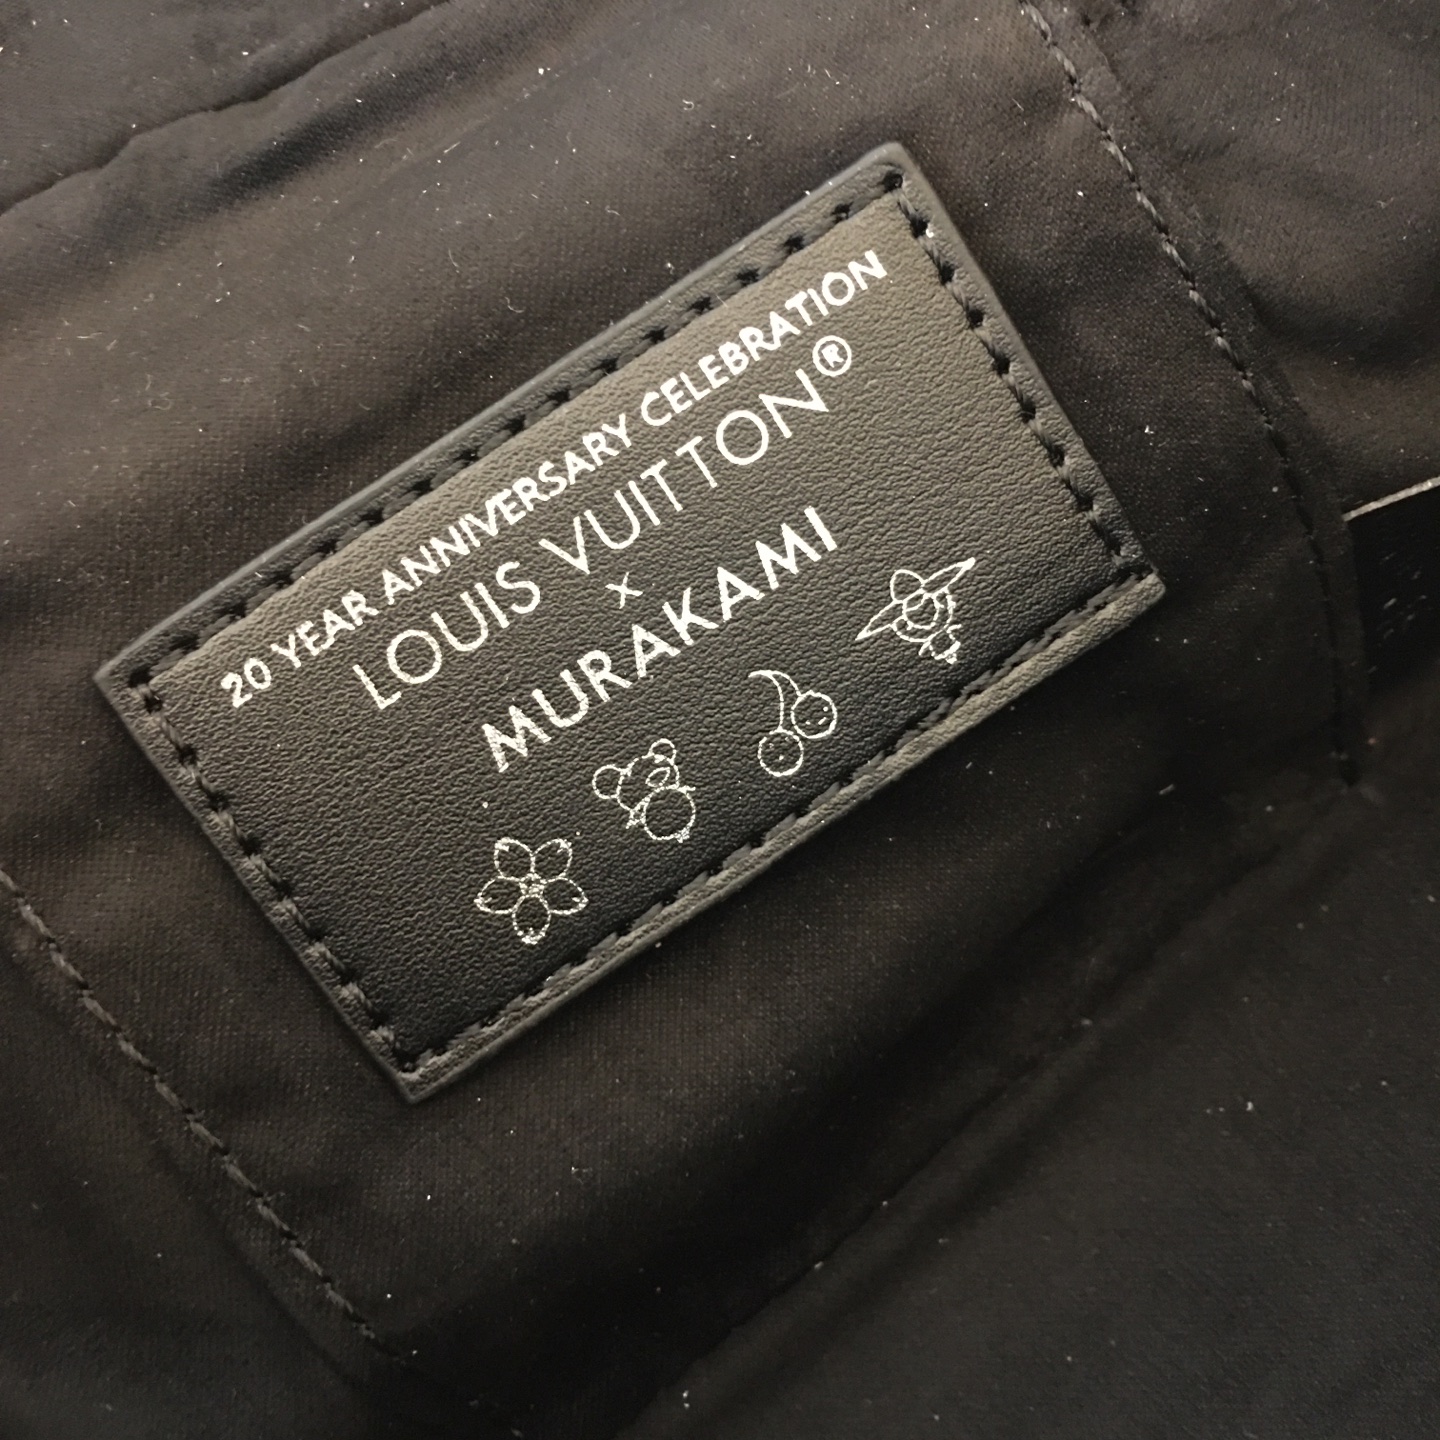 20 YEAR ANNIVERSARY CELEBRATION
LOUIS VUITTON®
X
MURAKAMI